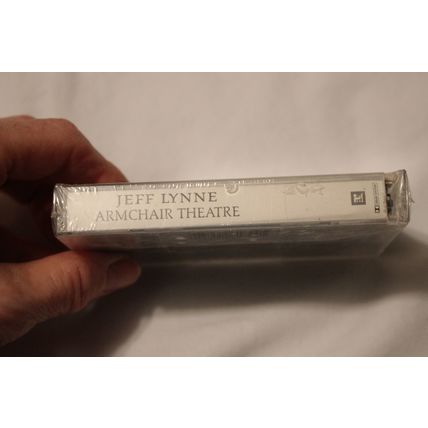 JEFF LYNNE
ARMCHAIR THEATRE